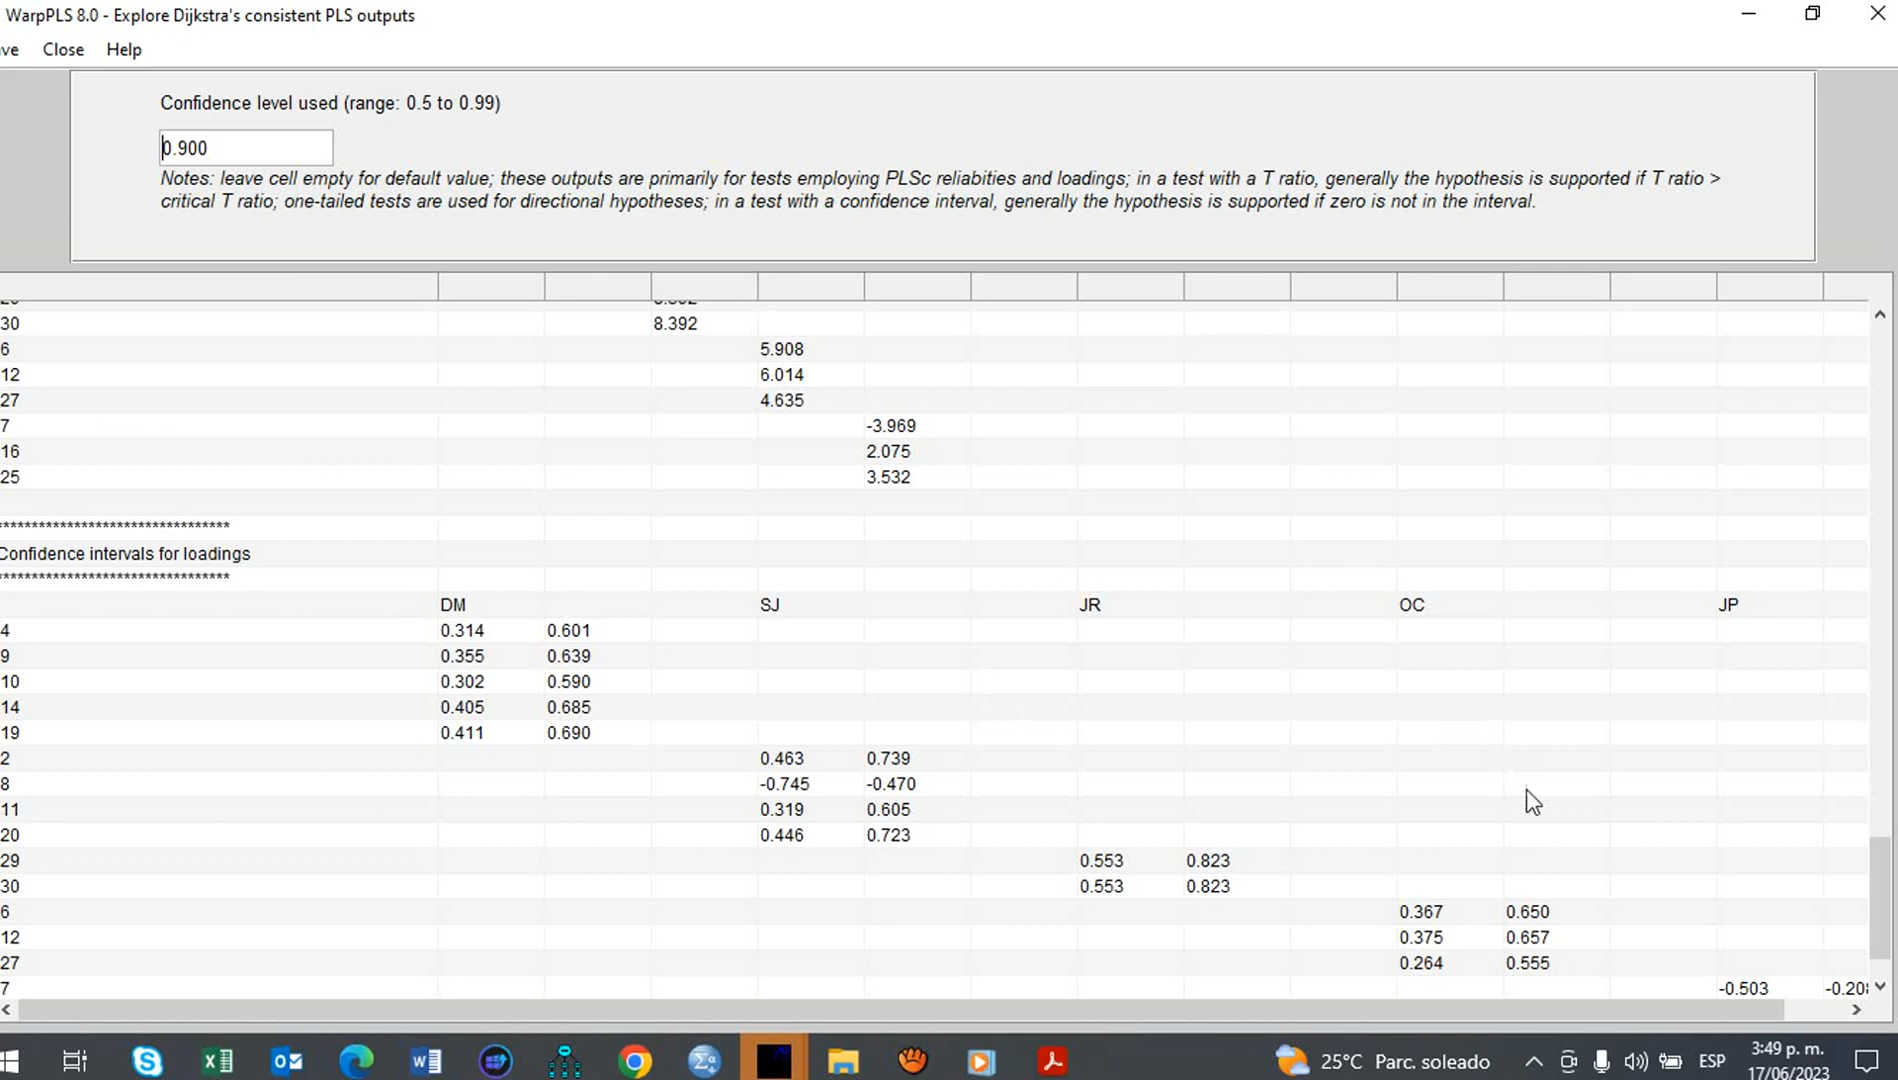 WarpPLS 8.0 - Explore Dijkstra's consistent PLS outputs
ve Close Help
Confidence level used (range: 0.5 to 0.99)
0.900
Notes: leave cell empty for default value; these outputs are primarily for tests employing PLSc reliabities and loadings; in a test with a T ratio, generally the hypothesis is supported if T ratio >
critical T ratio; one-tailed tests are used for directional hypotheses; in a test with a confidence interval, generally the hypothesis is supported if zero is not in the interval.
30 8.392
6 5.908
12 6.014
27 4.635
7 -3.969
16 2.075
25 3.532
*********************************
Confidence intervals for loadings
*********************************
DM SJ JR OC JP
4 0.314 0.601
9 0.355 0.639
10 0.302 0.590
14 0.405 0.685
19 0.411 0.690
2 0.463 0.739
8 -0.745 -0.470
11 0.319 0.605
20 0.446 0.723
29 0.553 0.823
30 0.553 0.823
6 0.367 0.650
12 0.375 0.657
27 0.264 0.555
7 -0.503 -0.208
25°C Parc. soleado ESP 3:49 p. m.
17/06/2023